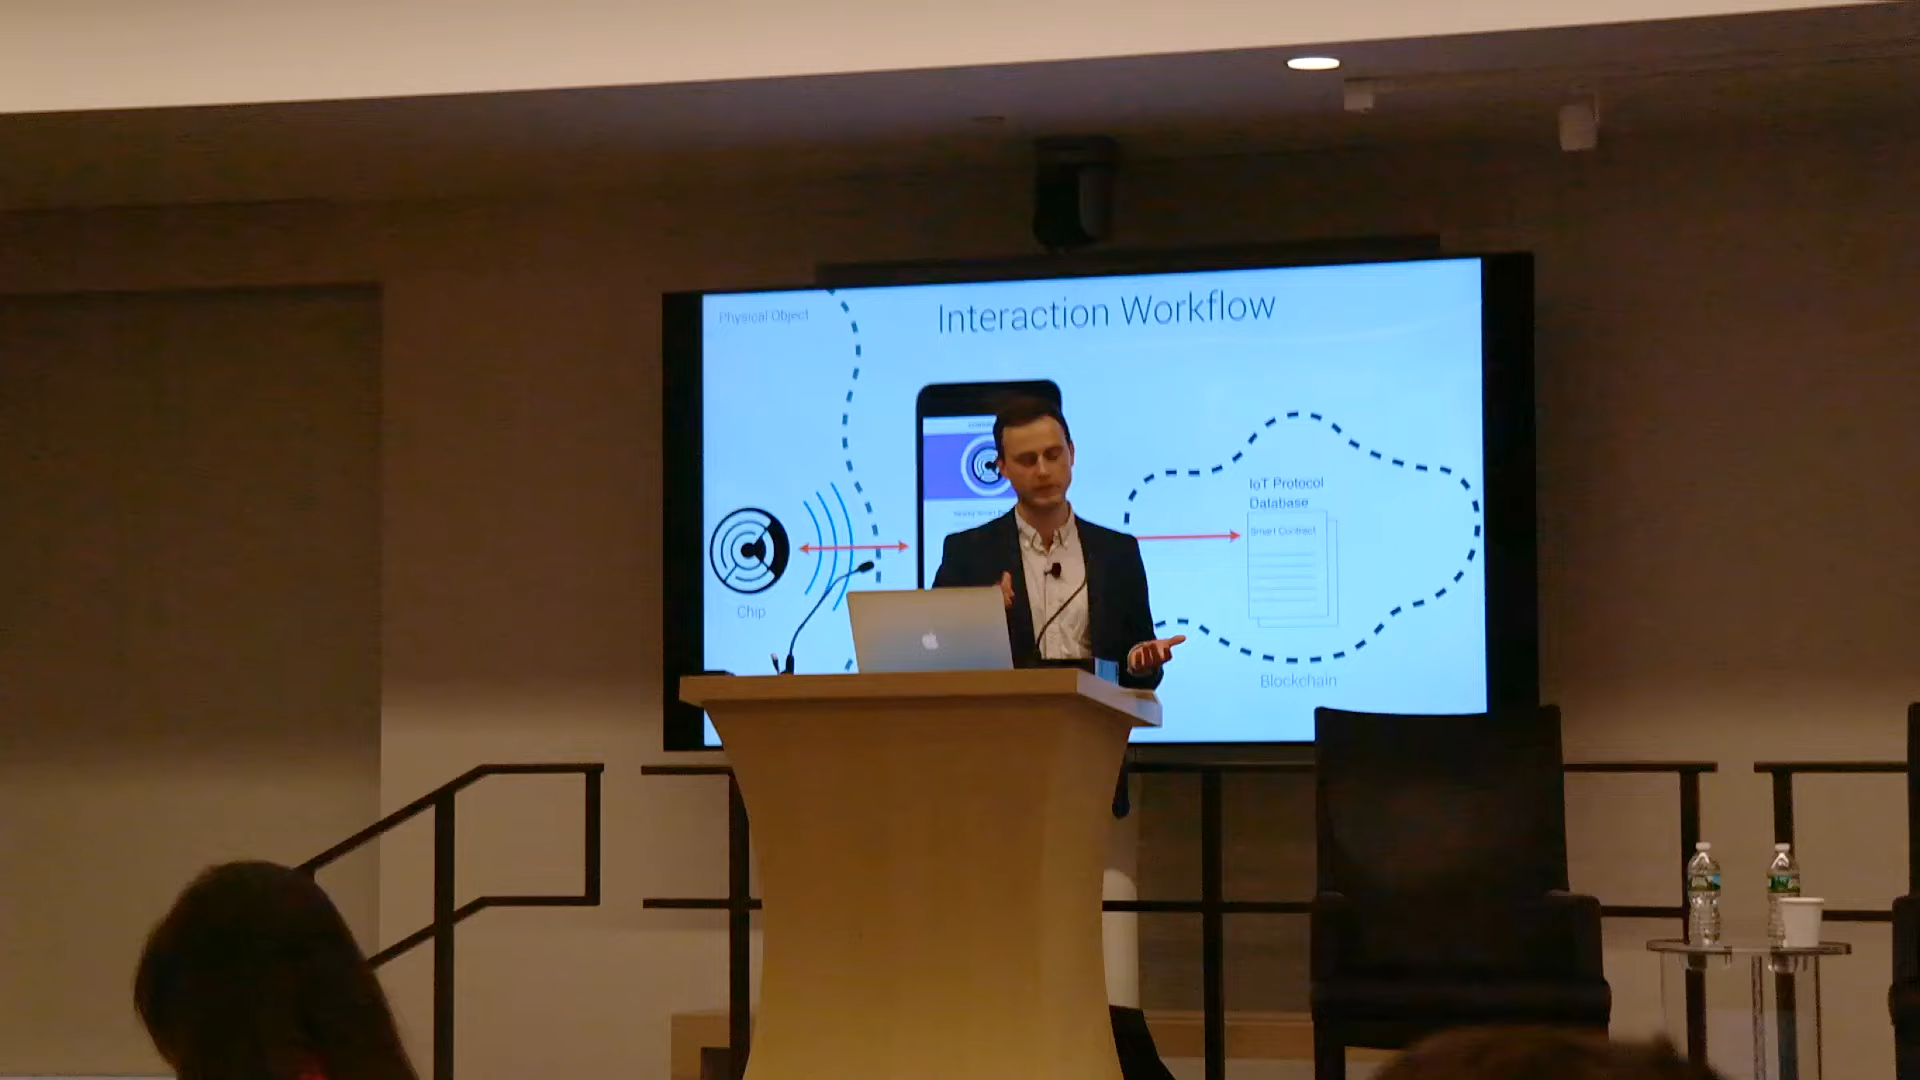 Physical Object
Interaction Workflow
IoT Protocol
Database
Smart Contract
Chip
Blockchain